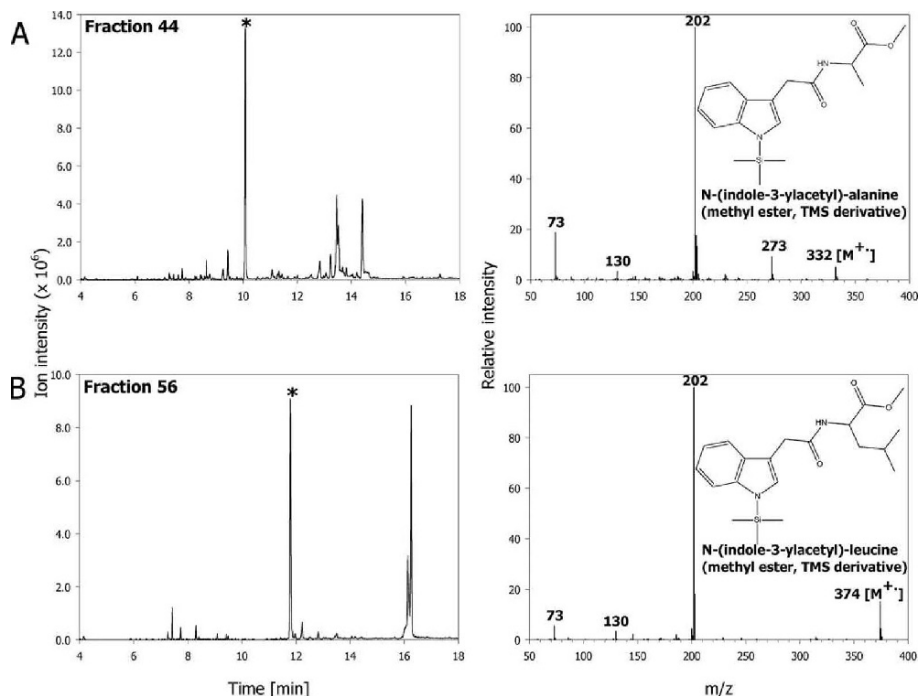 A
Fraction 44
*
14.0
12.0
10.0
8.0
6.0
4.0
2.0
0.0
4 6 8 10 12 14 16 18
Ion intensity (x 10⁶)
202
100
80
60
40
20
0
73
130
273
332 [M⁺·]
O
O
HN
O
N
Si
N-(indole-3-ylacetyl)-alanine
(methyl ester, TMS derivative)
50 100 150 200 250 300 350 400
Relative intensity
B
Fraction 56
*
10.0
8.0
6.0
4.0
2.0
0.0
4 6 8 10 12 14 16 18
Time [min]
202
100
80
60
40
20
0
73
130
374 [M⁺·]
O
O
HN
O
N
Si
N-(indole-3-ylacetyl)-leucine
(methyl ester, TMS derivative)
50 100 150 200 250 300 350 400
m/z